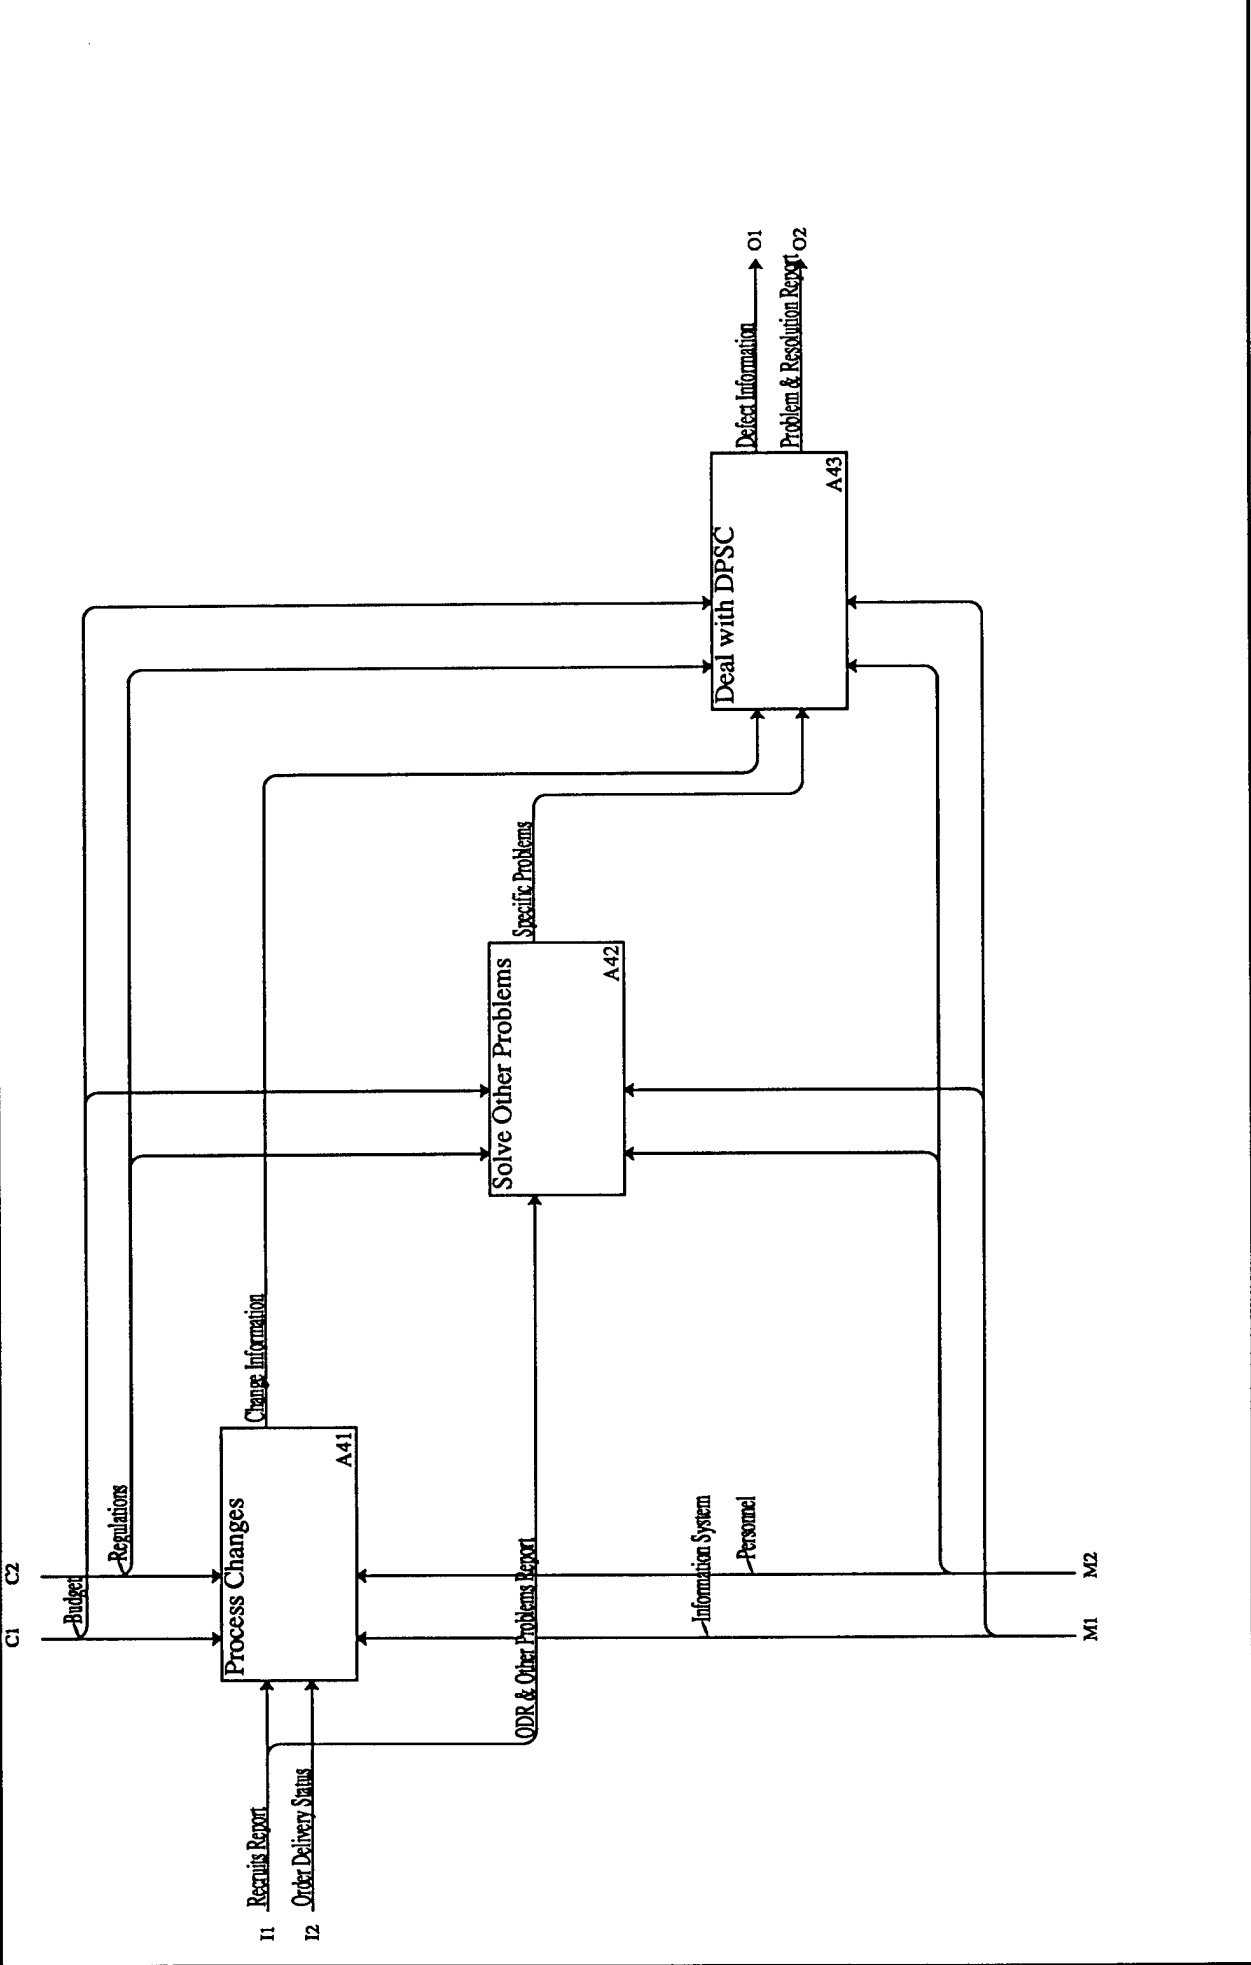 C1
C2
Budget
Regulations
I1
Recruits Report
I2
Order Delivery Status
Process Changes
A41
Change Information
QDR & Other Problems Report
Solve Other Problems
A42
Specific Problems
Deal with DPSC
A43
Defect Information
O1
Problem & Resolution Report
O2
Information System
Personnel
M1
M2